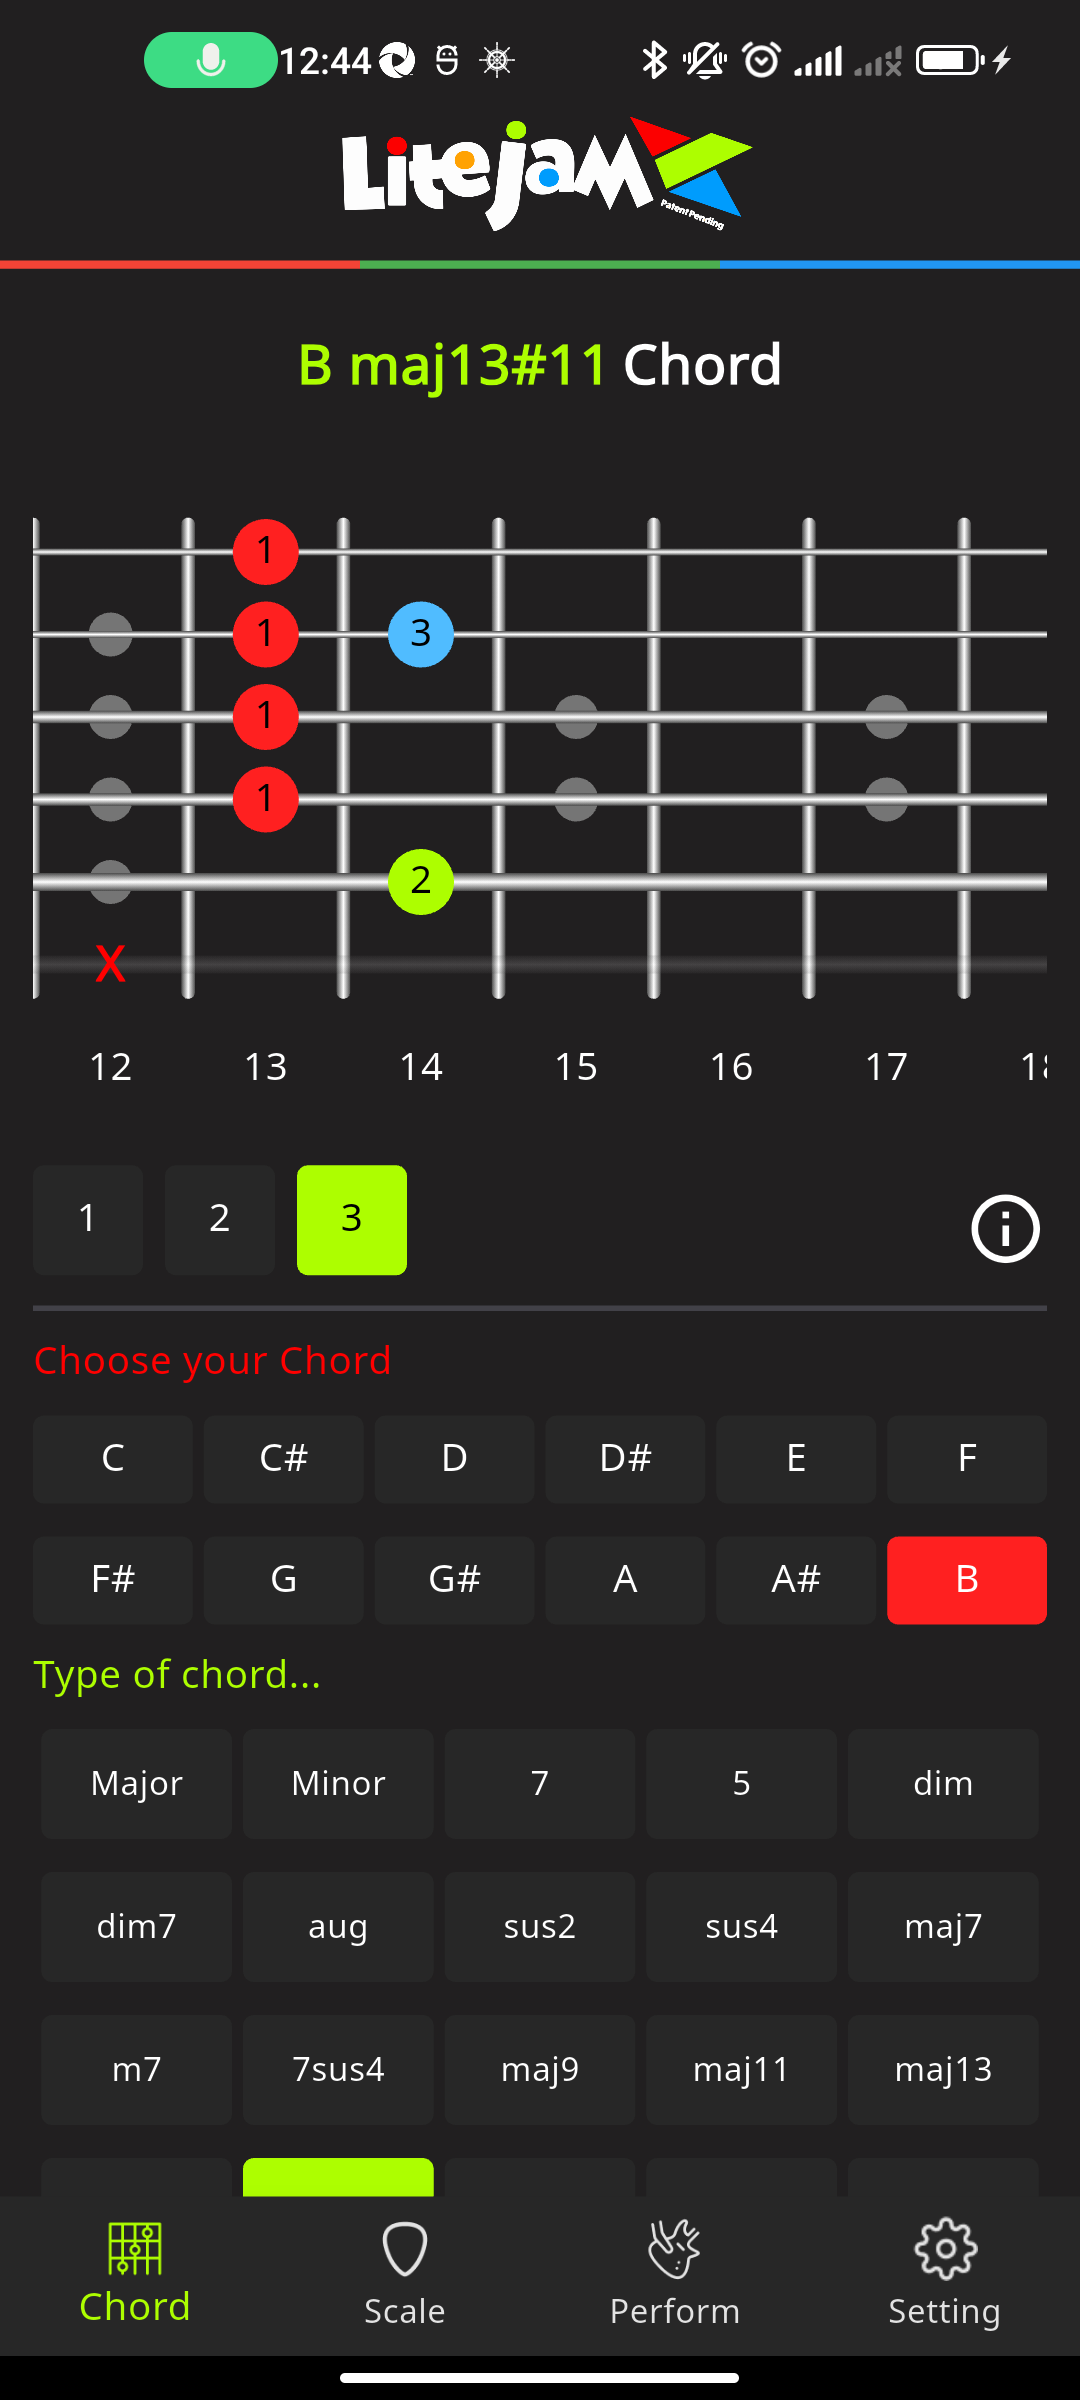 12:44
LitejaM
Patent Pending
B maj13#11 Chord
1
1 3
1
1
2
X
12 13 14 15 16 17
1 2 3
Choose your Chord
C C# D D# E F
F# G G# A A# B
Type of chord...
Major Minor 7 5 dim
dim7 aug sus2 sus4 maj7
m7 7sus4 maj9 maj11 maj13
Chord Scale Perform Setting